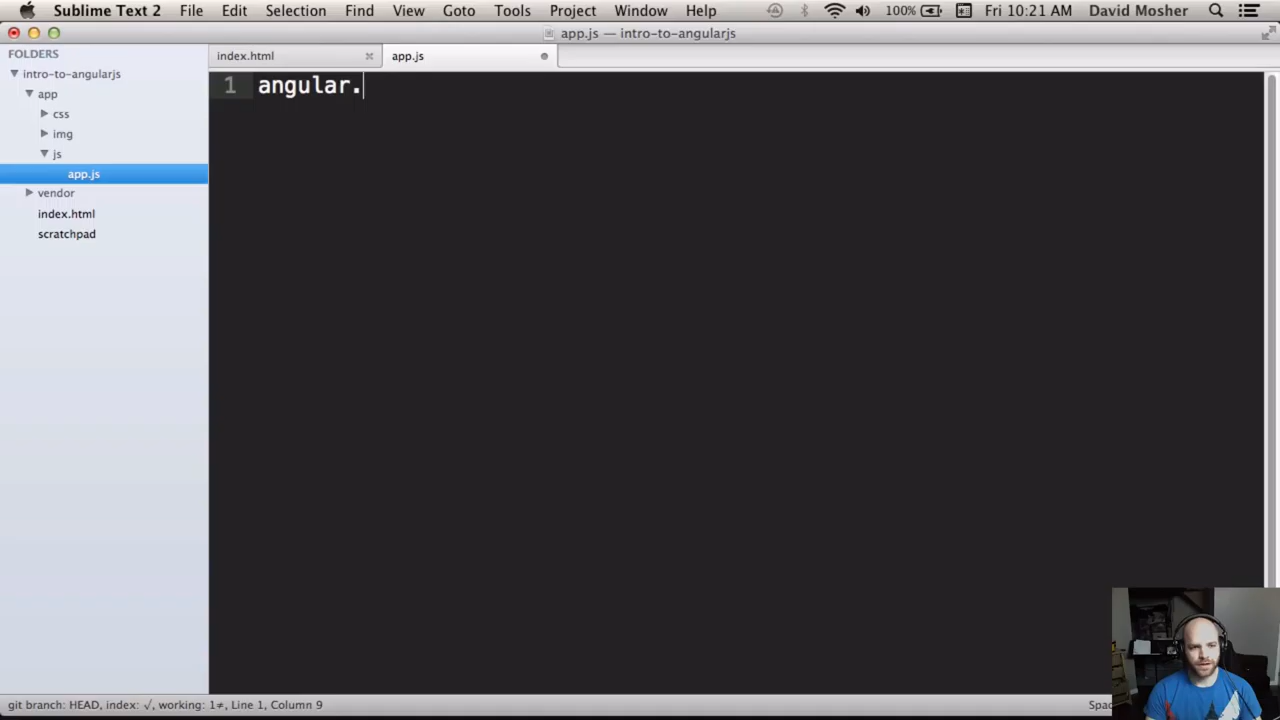 Sublime Text 2 File Edit Selection Find View Goto Tools Project Window Help 100% Fri 10:21 AM David Mosher
app.js — intro-to-angularjs
FOLDERS
index.html
app.js
intro-to-angularjs
1 angular.
app
css
img
js
app.js
vendor
index.html
scratchpad
git branch: HEAD, index: √, working: 1≠, Line 1, Column 9